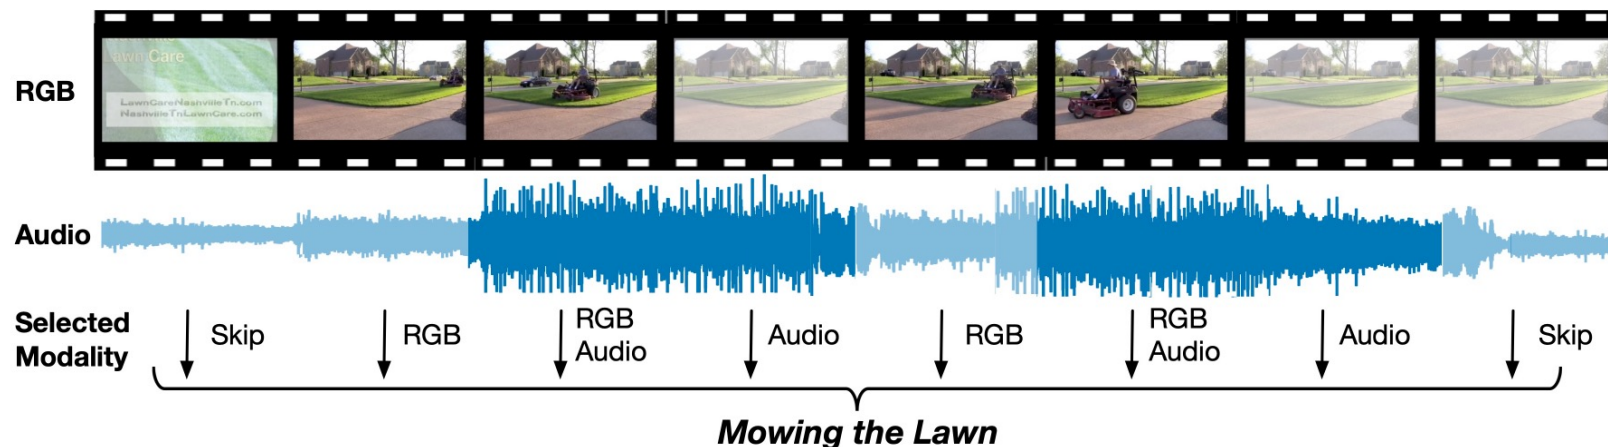 RGB
Lawn Care
LawnCareNashvilleTn.com
NashvilleTnLawnCare.com
Audio
Selected
Modality
Skip
RGB
RGB
Audio
Audio
RGB
RGB
Audio
Audio
Skip
Mowing the Lawn